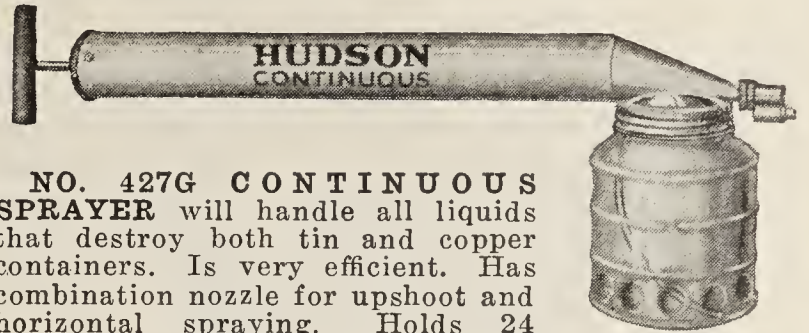 HUDSON
CONTINUOUS
NO. 427G CONTINUOUS
SPRAYER will handle all liquids
that destroy both tin and copper
containers. Is very efficient. Has
combination nozzle for upshoot and
horizontal spraying. Holds 24